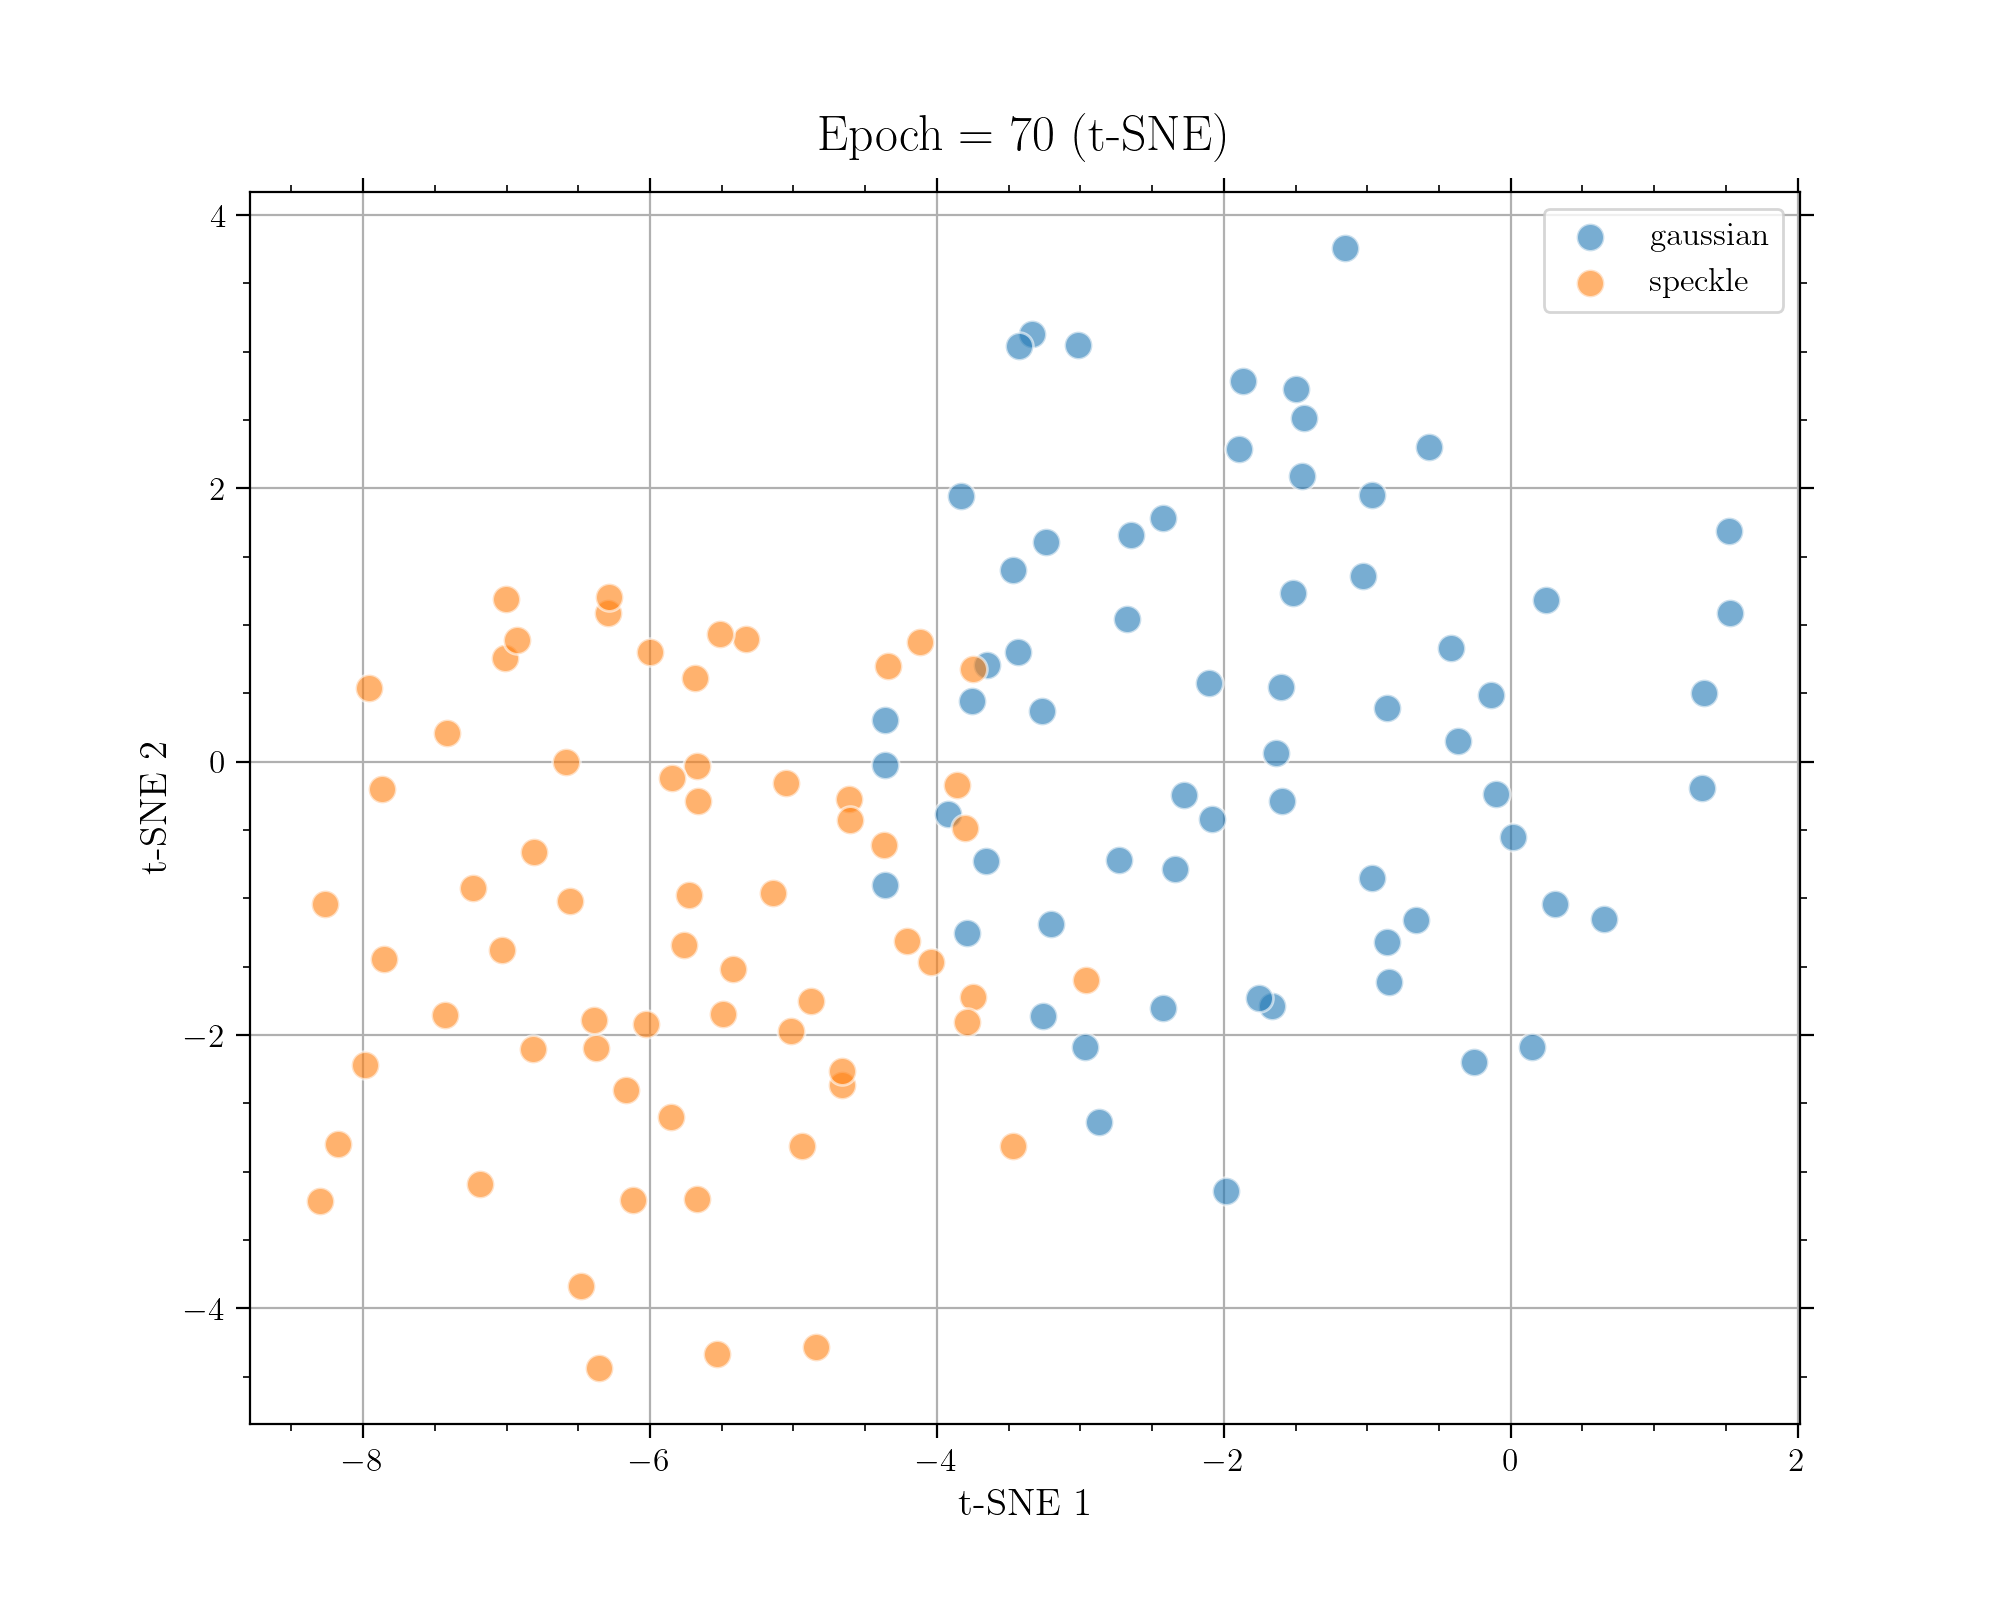 Epoch = 70 (t-SNE)
gaussian
speckle
4
2
0
−2
−4
t-SNE 2
−8 −6 −4 −2 0 2
t-SNE 1